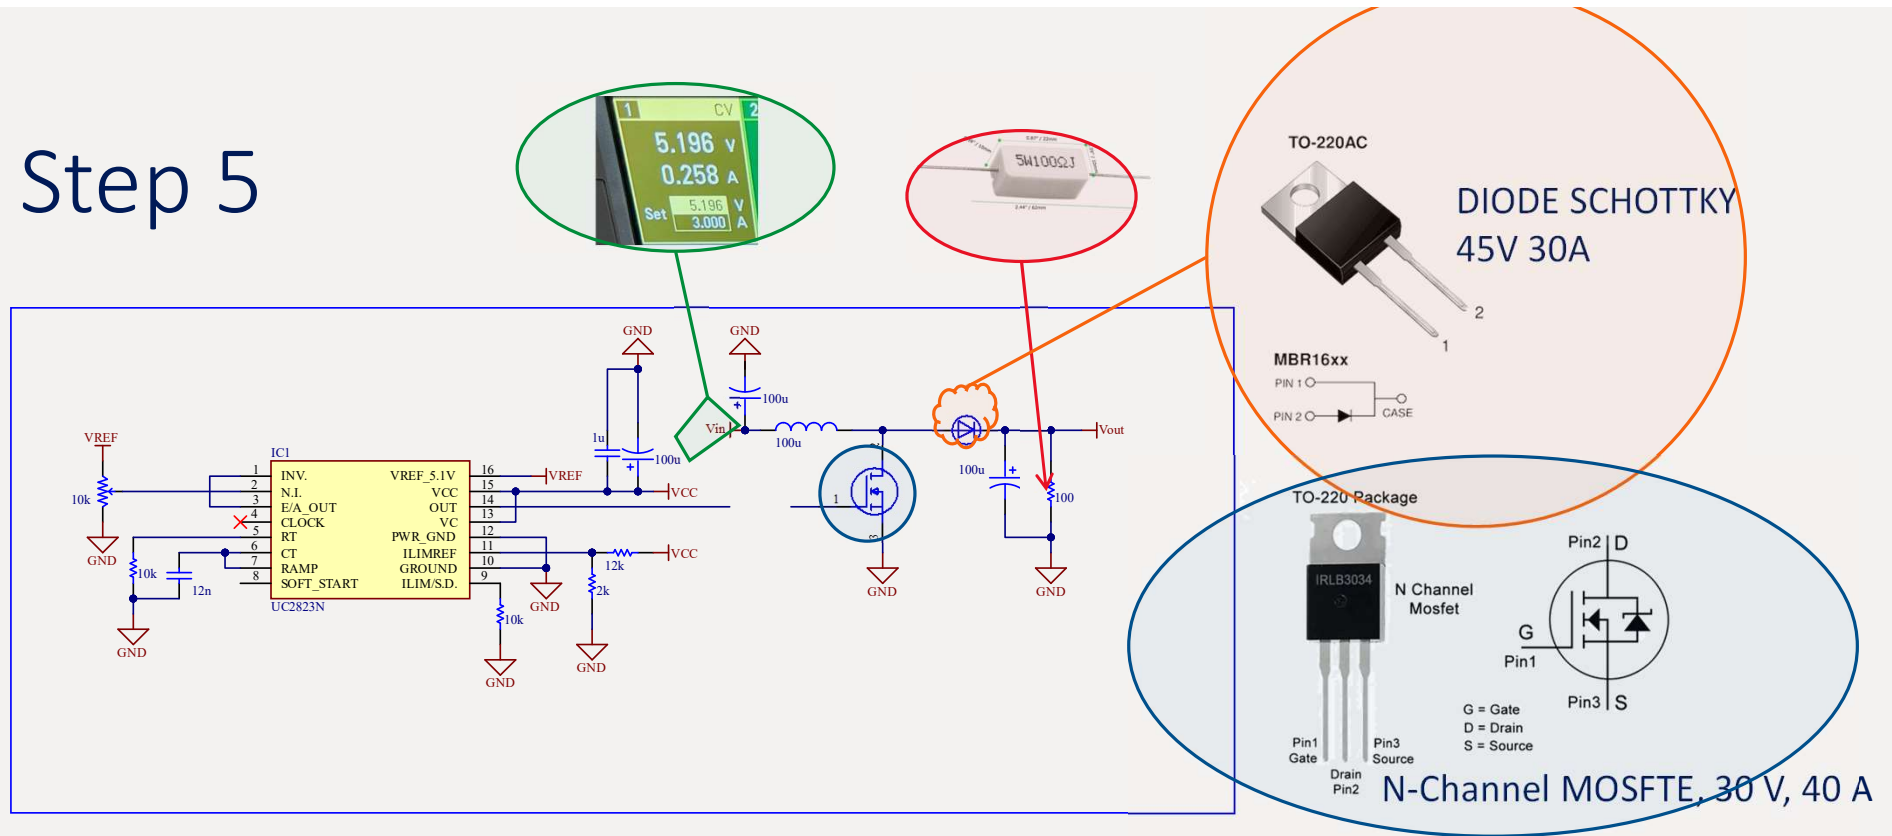 Step 5
1 CV 2
5.196 V
0.258 A
Set 5.196 V
3.000 A
5W100ΩJ
TO-220AC
DIODE SCHOTTKY
45V 30A
2
1
MBR16xx
PIN 1
PIN 2
CASE
GND
GND
100u
Vin
100u
Vout
1u
100u
2
1
3
100u
100
GND
GND
VREF
10k
GND
IC1
1 INV. VREF_5.1V 16 VREF
2 N.I. VCC 15 VCC
3 E/A_OUT OUT 14
4 CLOCK VC 13
5 RT PWR_GND 12
6 CT ILIMREF 11
7 RAMP GROUND 10
8 SOFT_START ILIM/S.D. 9
UC2823N
12k
VCC
10k
12n
GND
2k
GND
10k
GND
GND
TO-220 Package
IRLB3034
N Channel
Mosfet
Pin2 D
G
Pin1
Pin3 S
G = Gate
D = Drain
S = Source
Pin1
Gate
Drain
Pin2
Pin3
Source
N-Channel MOSFTE, 30 V, 40 A